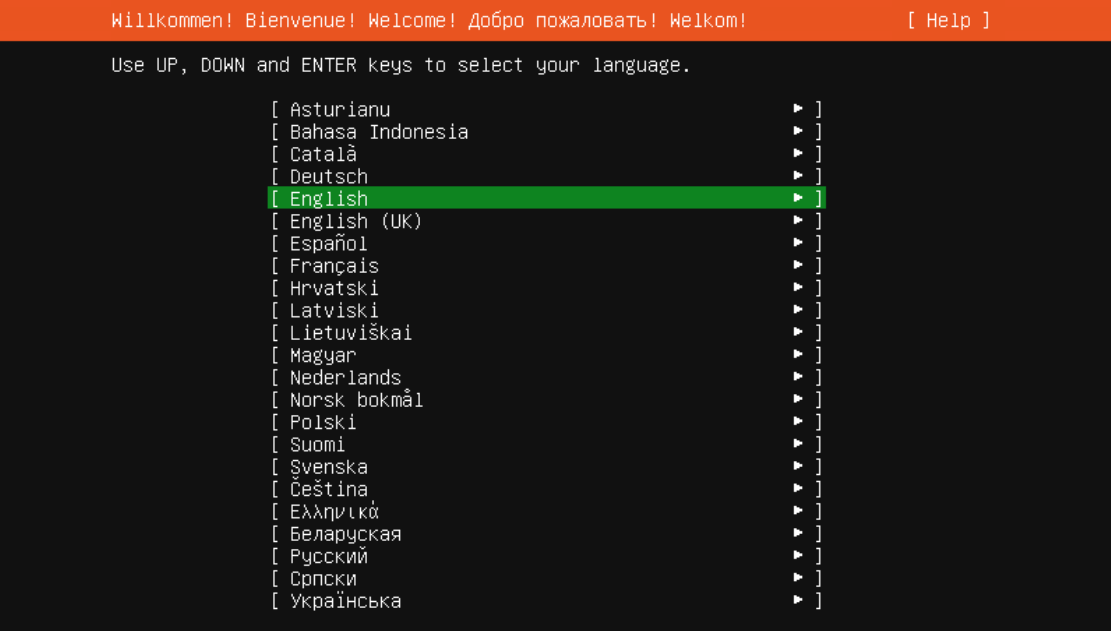 Willkommen! Bienvenue! Welcome! Добро пожаловать! Welkom! [ Help ]
Use UP, DOWN and ENTER keys to select your language.
[ Asturianu ► ]
[ Bahasa Indonesia ► ]
[ Català ► ]
[ Deutsch ► ]
[ English ► ]
[ English (UK) ► ]
[ Español ► ]
[ Français ► ]
[ Hrvatski ► ]
[ Latviski ► ]
[ Lietuviškai ► ]
[ Magyar ► ]
[ Nederlands ► ]
[ Norsk bokmål ► ]
[ Polski ► ]
[ Suomi ► ]
[ Svenska ► ]
[ Čeština ► ]
[ Ελληνικά ► ]
[ Беларуская ► ]
[ Русский ► ]
[ Српски ► ]
[ Українська ► ]